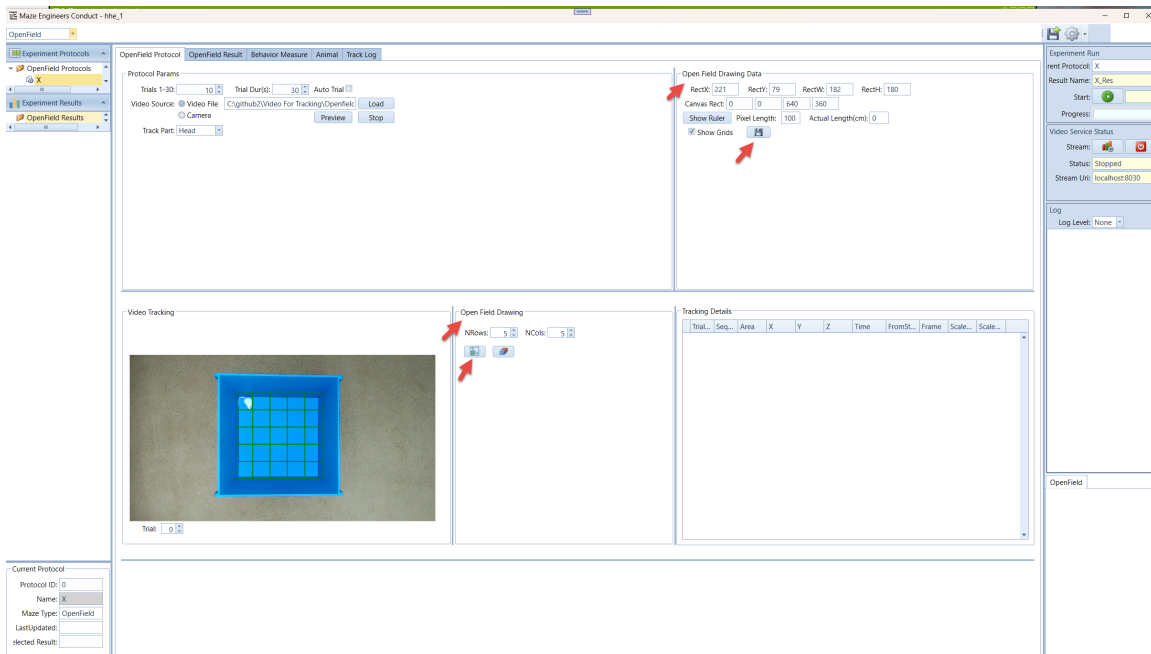 Maze Engineers Conduct - hhe_1
OpenField
Experiment Protocols
OpenField Protocols
X
Experiment Results
OpenField Results
OpenField Protocol OpenField Result Behavior Measure Animal Track Log
Protocol Params
Trials 1-30: 10 Trial Dur(s): 30 Auto Trial
Video Source: Video File C:\githubZ\Video For Tracking\Openfielc Load
Camera Preview Stop
Track Part: Head
Open Field Drawing Data
RectX: 221 RectY: 79 RectW: 182 RectH: 180
Canvas Rect: 0 0 640 360
Show Ruler Pixel Length: 100 Actual Length(cm): 0
Show Grids
Video Tracking
Trial: 0
Open Field Drawing
NRows: 5 NCols: 5
Tracking Details
Trial... Seq... Area X Y Z Time FromSt... Frame Scale... Scale...
Experiment Run
rent Protocol: X
Result Name: X_Res
Start:
Progress:
Video Service Status
Stream:
Status: Stopped
Stream Uri: localhost:8030
Log
Log Level: None
OpenField
Current Protocol
Protocol ID: 0
Name: X
Maze Type: OpenField
LastUpdated:
elected Result: